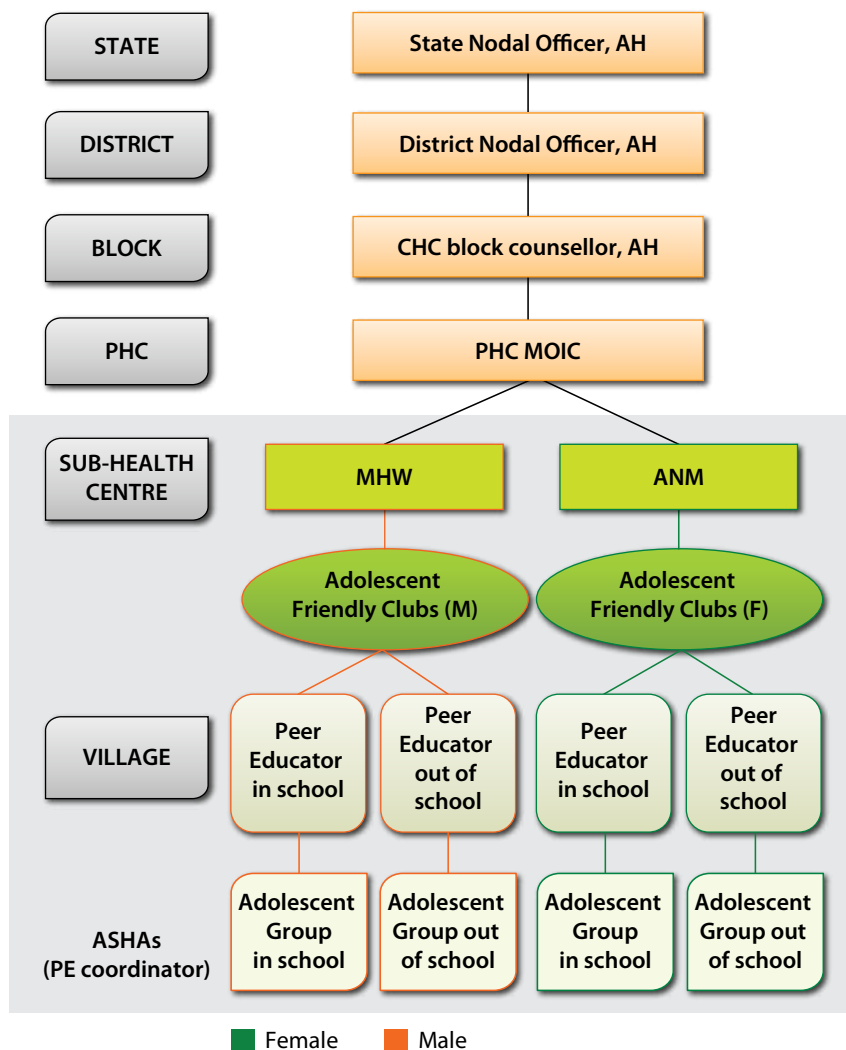 STATE
State Nodal Officer, AH
DISTRICT
District Nodal Officer, AH
BLOCK
CHC block counsellor, AH
PHC
PHC MOIC
SUB-HEALTH
CENTRE
MHW
ANM
Adolescent
Friendly Clubs (M)
Adolescent
Friendly Clubs (F)
VILLAGE
Peer
Educator
in school
Peer
Educator
out of
school
Peer
Educator
in school
Peer
Educator
out of
school
ASHAs
(PE coordinator)
Adolescent
Group
in school
Adolescent
Group out
of school
Adolescent
Group
in school
Adolescent
Group out
of school
Female
Male